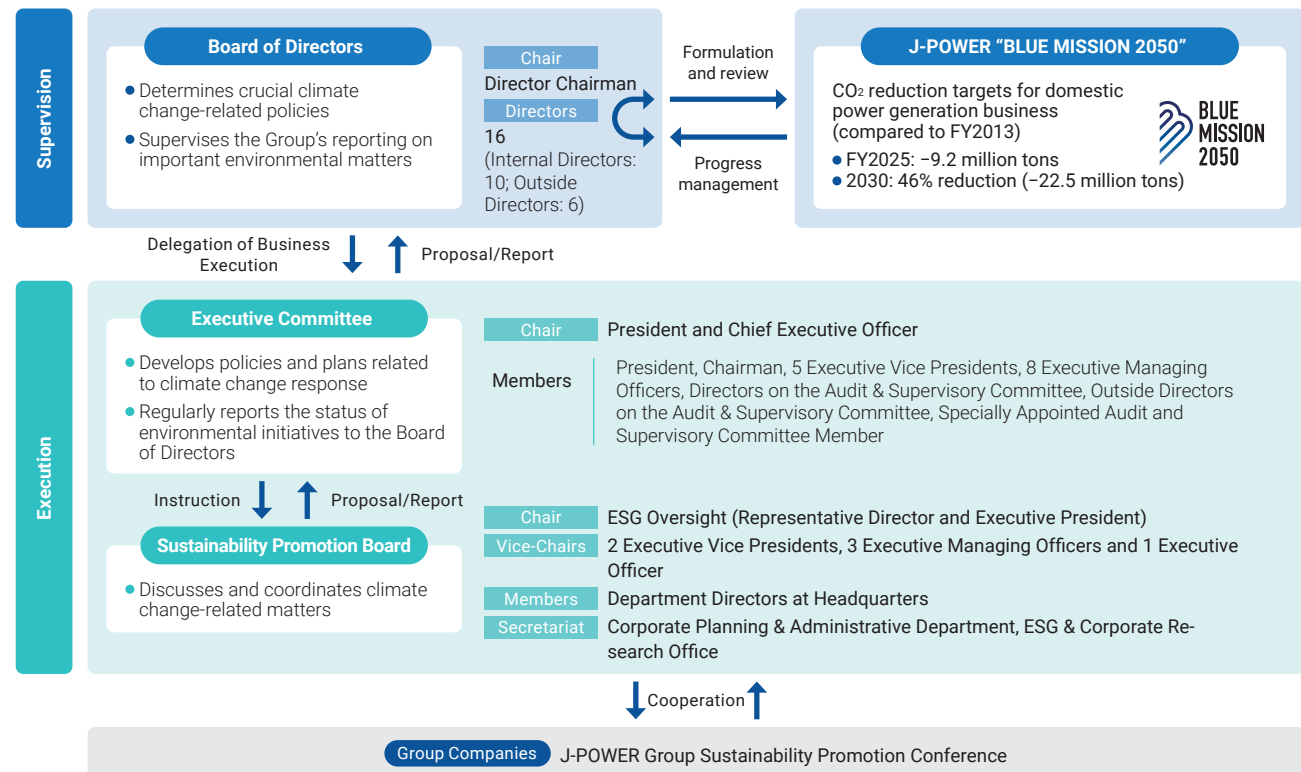 Supervision
Board of Directors
• Determines crucial climate
change-related policies
• Supervises the Group's reporting on
important environmental matters
Chair
Director Chairman
Directors
16
(Internal Directors:
10; Outside
Directors: 6)
Formulation
and review
Progress
management
J-POWER “BLUE MISSION 2050”
CO2 reduction targets for domestic
power generation business
(compared to FY2013)
• FY2025: −9.2 million tons
• 2030: 46% reduction (−22.5 million tons)
BLUE
MISSION
2050
Delegation of Business
Execution
Proposal/Report
Execution
Executive Committee
• Develops policies and plans related
to climate change response
• Regularly reports the status of
environmental initiatives to the Board
of Directors
Chair
President and Chief Executive Officer
Members
President, Chairman, 5 Executive Vice Presidents, 8 Executive Managing
Officers, Directors on the Audit & Supervisory Committee, Outside Directors
on the Audit & Supervisory Committee, Specially Appointed Audit and
Supervisory Committee Member
Instruction
Proposal/Report
Sustainability Promotion Board
• Discusses and coordinates climate
change-related matters
Chair
ESG Oversight (Representative Director and Executive President)
Vice-Chairs
2 Executive Vice Presidents, 3 Executive Managing Officers and 1 Executive
Officer
Members
Department Directors at Headquarters
Secretariat
Corporate Planning & Administrative Department, ESG & Corporate Re-
search Office
Cooperation
Group Companies
J-POWER Group Sustainability Promotion Conference